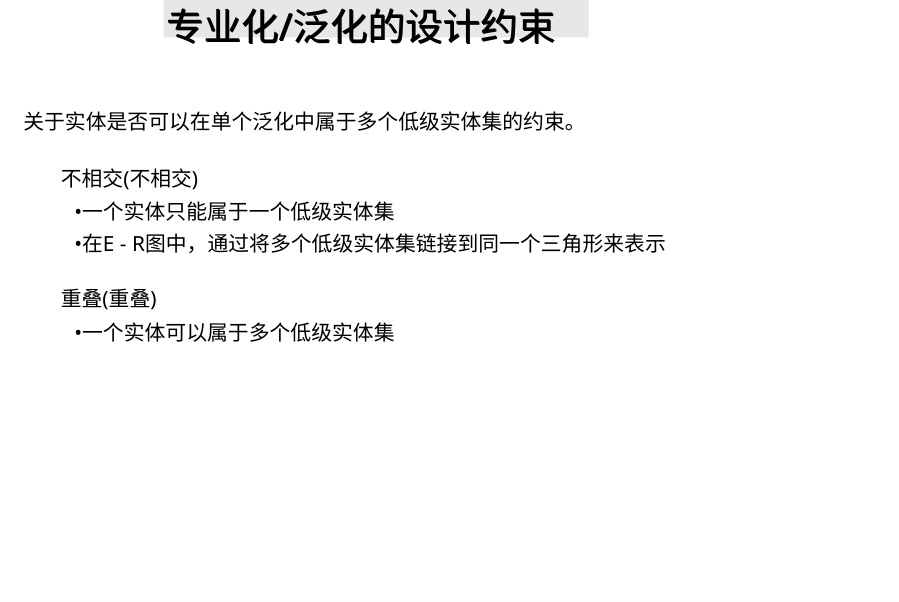 专业化/泛化的设计约束
关于实体是否可以在单个泛化中属于多个低级实体集的约束。
不相交(不相交)
•一个实体只能属于一个低级实体集
•在E - R图中，通过将多个低级实体集链接到同一个三角形来表示
重叠(重叠)
•一个实体可以属于多个低级实体集